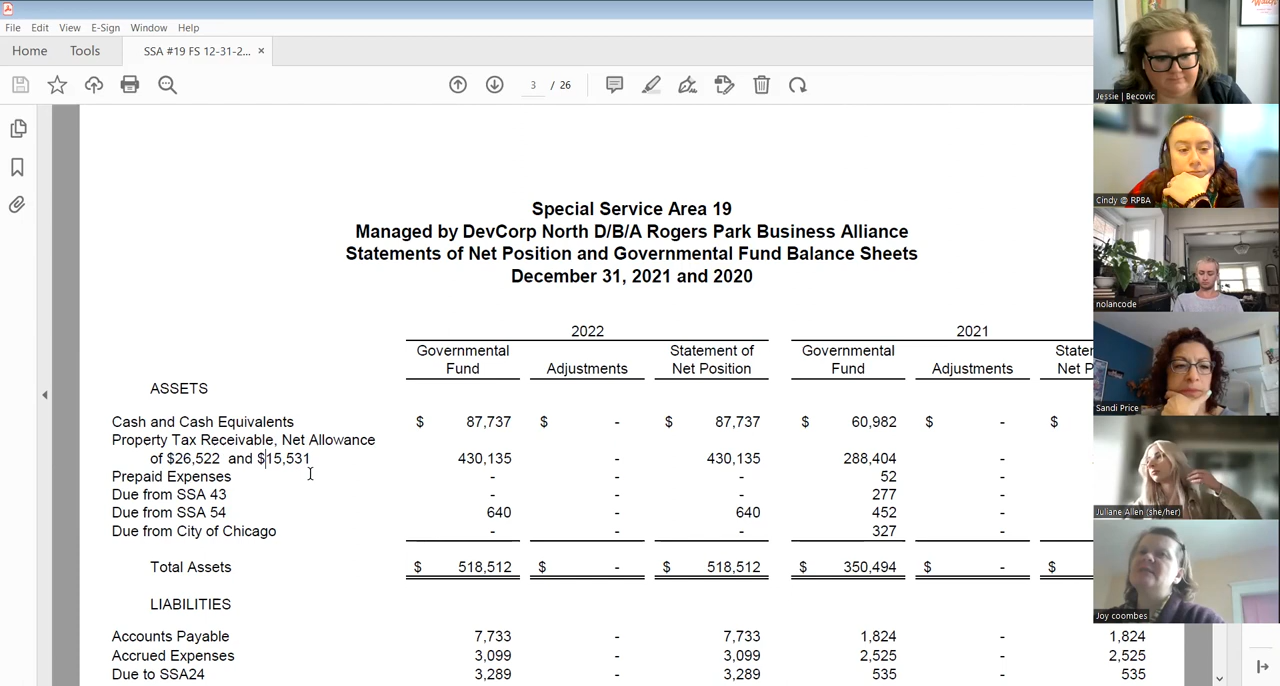 File Edit View E-Sign Window Help
Home Tools SSA #19 FS 12-31-2... ×
3 / 26
Special Service Area 19
Managed by DevCorp North D/B/A Rogers Park Business Alliance
Statements of Net Position and Governmental Fund Balance Sheets
December 31, 2021 and 2020
2022 2021
Governmental Statement of Governmental Stater
Fund Adjustments Net Position Fund Adjustments Net P
ASSETS
Cash and Cash Equivalents $ 87,737 $ - $ 87,737 $ 60,982 $ - $
Property Tax Receivable, Net Allowance
of $26,522 and $15,531 430,135 - 430,135 288,404 -
Prepaid Expenses - - - 52 -
Due from SSA 43 - - - 277 -
Due from SSA 54 640 - 640 452 -
Due from City of Chicago - - - 327 -
Total Assets $ 518,512 $ - $ 518,512 $ 350,494 $ - $
LIABILITIES
Accounts Payable 7,733 - 7,733 1,824 - 1,824
Accrued Expenses 3,099 - 3,099 2,525 - 2,525
Due to SSA24 3,289 - 3,289 535 - 535
Jessie | Becovic
Cindy @ RPBA
nolancode
Sandi Price
Juliane Allen (she/her)
Joy coombes